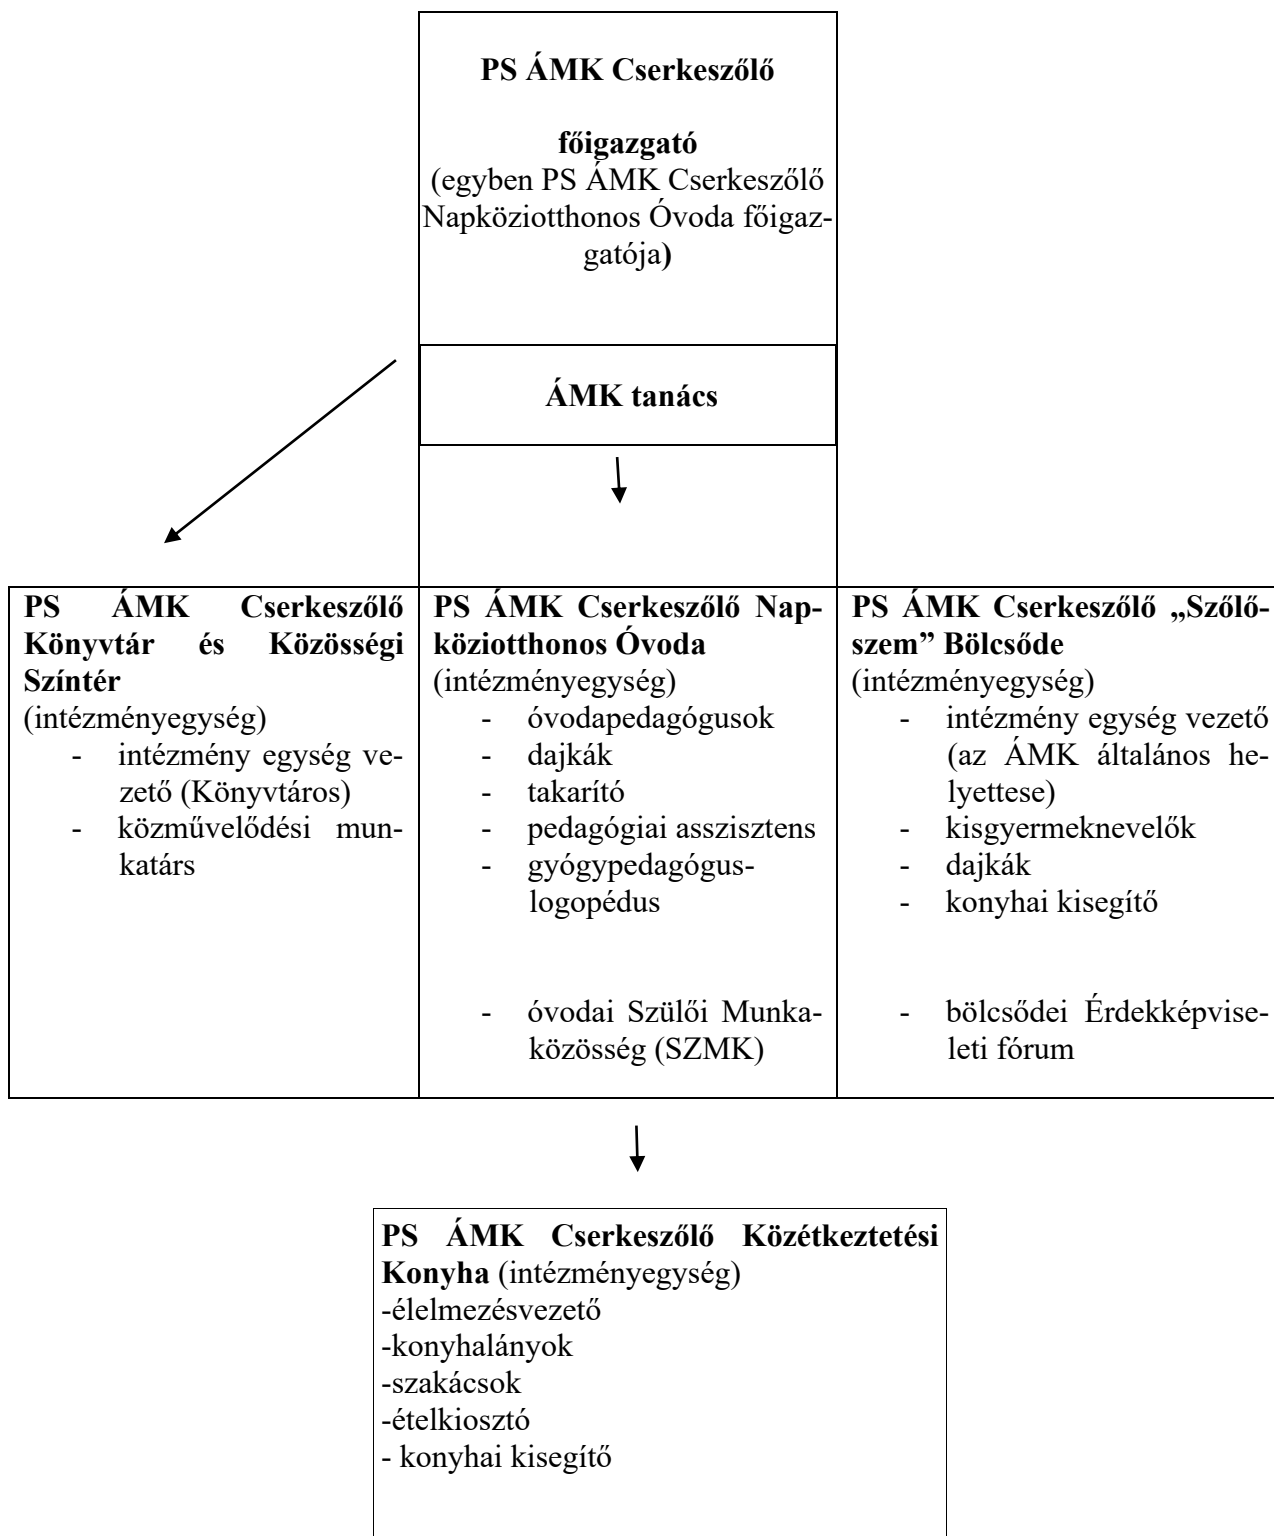 PS ÁMK Cserkeszőlő
főigazgató
(egyben PS ÁMK Cserkeszőlő
Napköziotthonos Óvoda főigaz-
gatója)
ÁMK tanács
PS ÁMK Cserkeszőlő
Könyvtár és Közösségi
Színtér
(intézményegység)
- intézmény egység ve-
zető (Könyvtáros)
- közművelődési mun-
katárs
PS ÁMK Cserkeszőlő Nap-
köziotthonos Óvoda
(intézményegység)
- óvodapedagógusok
- dajkák
- takarító
- pedagógiai asszisztens
- gyógypedagógus-
logopédus
- óvodai Szülői Munka-
közösség (SZMK)
PS ÁMK Cserkeszőlő „Szőlő-
szem” Bölcsőde
(intézményegység)
- intézmény egység vezető
(az ÁMK általános he-
lyettese)
- kisgyermeknevelők
- dajkák
- konyhai kisegítő
- bölcsődei Érdekképvise-
leti fórum
PS ÁMK Cserkeszőlő Közétkeztetési
Konyha (intézményegység)
-élelmezésvezető
-konyhalányok
-szakácsok
-ételkiosztó
- konyhai kisegítő